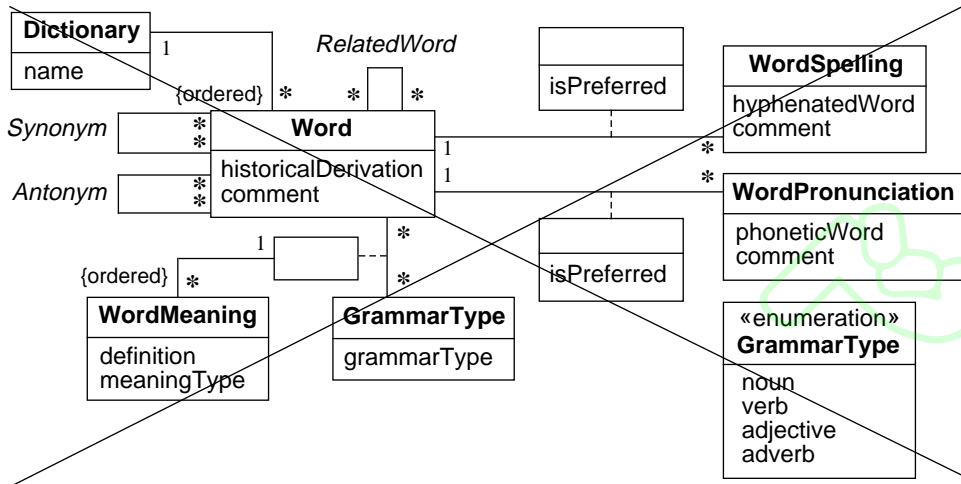 Dictionary
name
1
{ordered}
*
RelatedWord
*
*
isPreferred
WordSpelling
hyphenatedWord
comment
Synonym
*
*
Antonym
*
*
Word
historicalDerivation
comment
1
*
1
*
WordPronunciation
phoneticWord
comment
isPreferred
*
*
1
{ordered}
*
WordMeaning
definition
meaningType
GrammarType
grammarType
«enumeration»
GrammarType
noun
verb
adjective
adverb